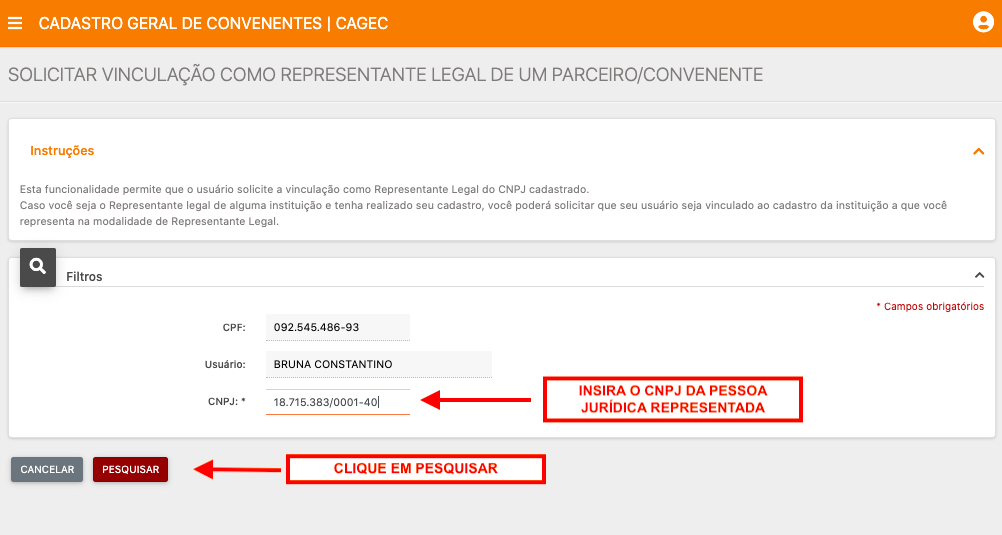 CADASTRO GERAL DE CONVENENTES | CAGEC
SOLICITAR VINCULAÇÃO COMO REPRESENTANTE LEGAL DE UM PARCEIRO/CONVENENTE
Instruções
Esta funcionalidade permite que o usuário solicite a vinculação como Representante Legal do CNPJ cadastrado.
Caso você seja o Representante legal de alguma instituição e tenha realizado seu cadastro, você poderá solicitar que seu usuário seja vinculado ao cadastro da instituição a que você
representa na modalidade de Representante Legal.
Filtros
* Campos obrigatórios
CPF: 092.545.486-93
Usuário: BRUNA CONSTANTINO
CNPJ: * 18.715.383/0001-40
INSIRA O CNPJ DA PESSOA
JURÍDICA REPRESENTADA
CANCELAR PESQUISAR
CLIQUE EM PESQUISAR